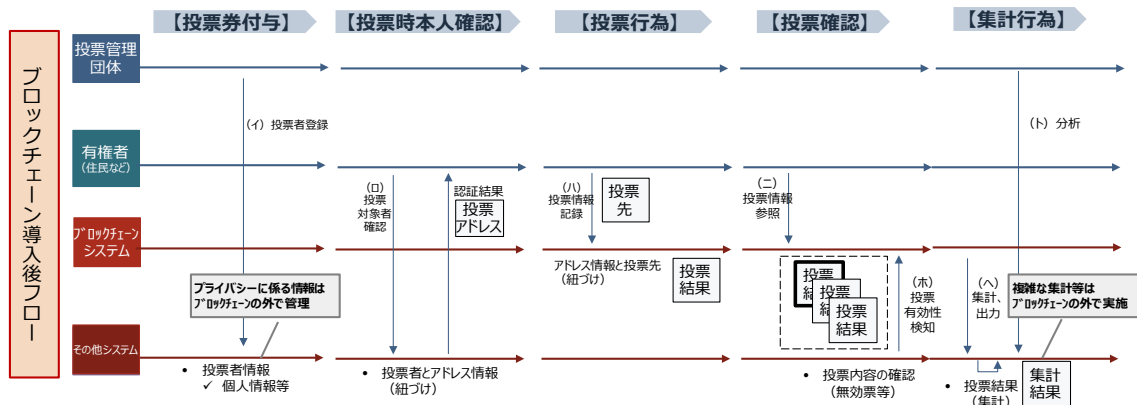 ブロックチェーン導入後フロー
【投票券付与】
【投票時本人確認】
【投票行為】
【投票確認】
【集計行為】
投票管理
団体
有権者
(住民など)
ﾌﾞﾛｯｸﾁｪｰﾝ
システム
その他システム
(イ) 投票者登録
プライバシーに係る情報は
ﾌﾞﾛｯｸﾁｪｰﾝの外で管理
• 投票者情報
✓ 個人情報等
(ロ)
投票
対象者
確認
認証結果
投票
アドレス
• 投票者とアドレス情報
(紐づけ)
(ハ)
投票情報
記録
投票
先
アドレス情報と投票先
(紐づけ)
投票
結果
(ニ)
投票情報
参照
投票
結
投票
結
投票
結果
(ホ)
投票
有効性
検知
• 投票内容の確認
(無効票等)
(ト) 分析
(ヘ)
集計、
出力
複雑な集計等は
ﾌﾞﾛｯｸﾁｪｰﾝの外で実施
• 投票結果
(集計)
集計
結果